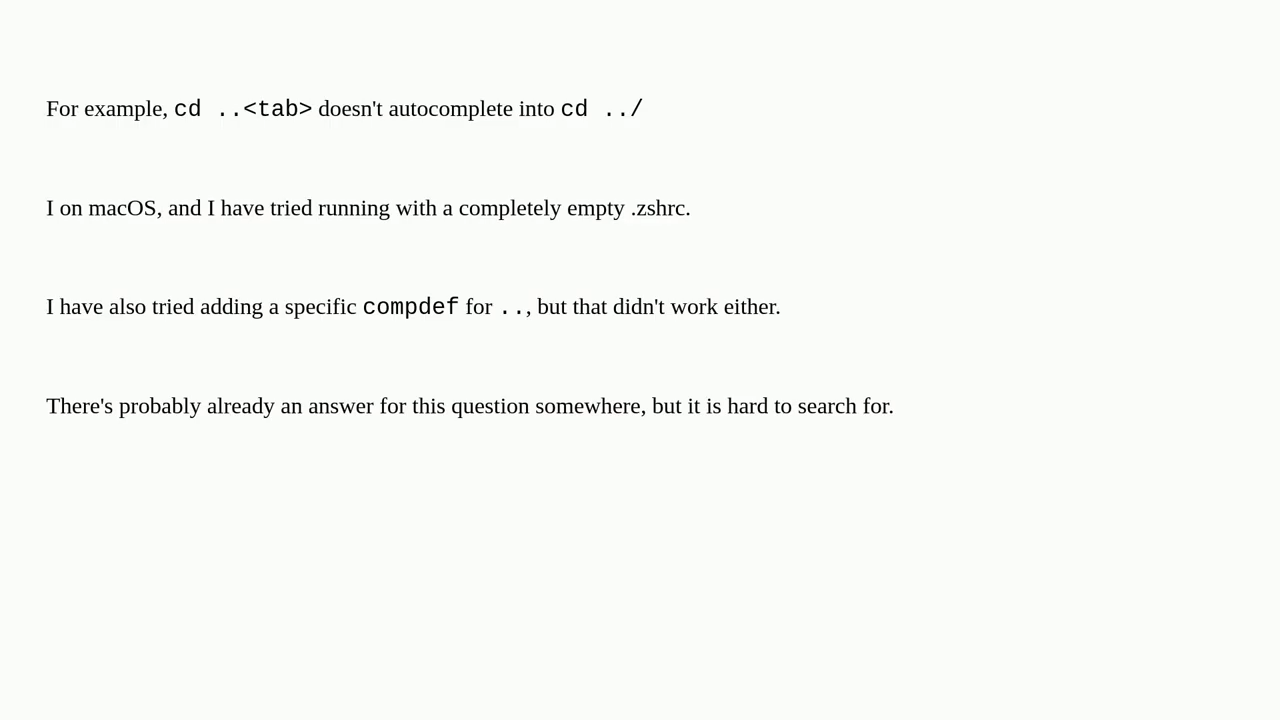 For example, cd ..<tab> doesn't autocomplete into cd ../
I on macOS, and I have tried running with a completely empty .zshrc.
I have also tried adding a specific compdef for .., but that didn't work either.
There's probably already an answer for this question somewhere, but it is hard to search for.